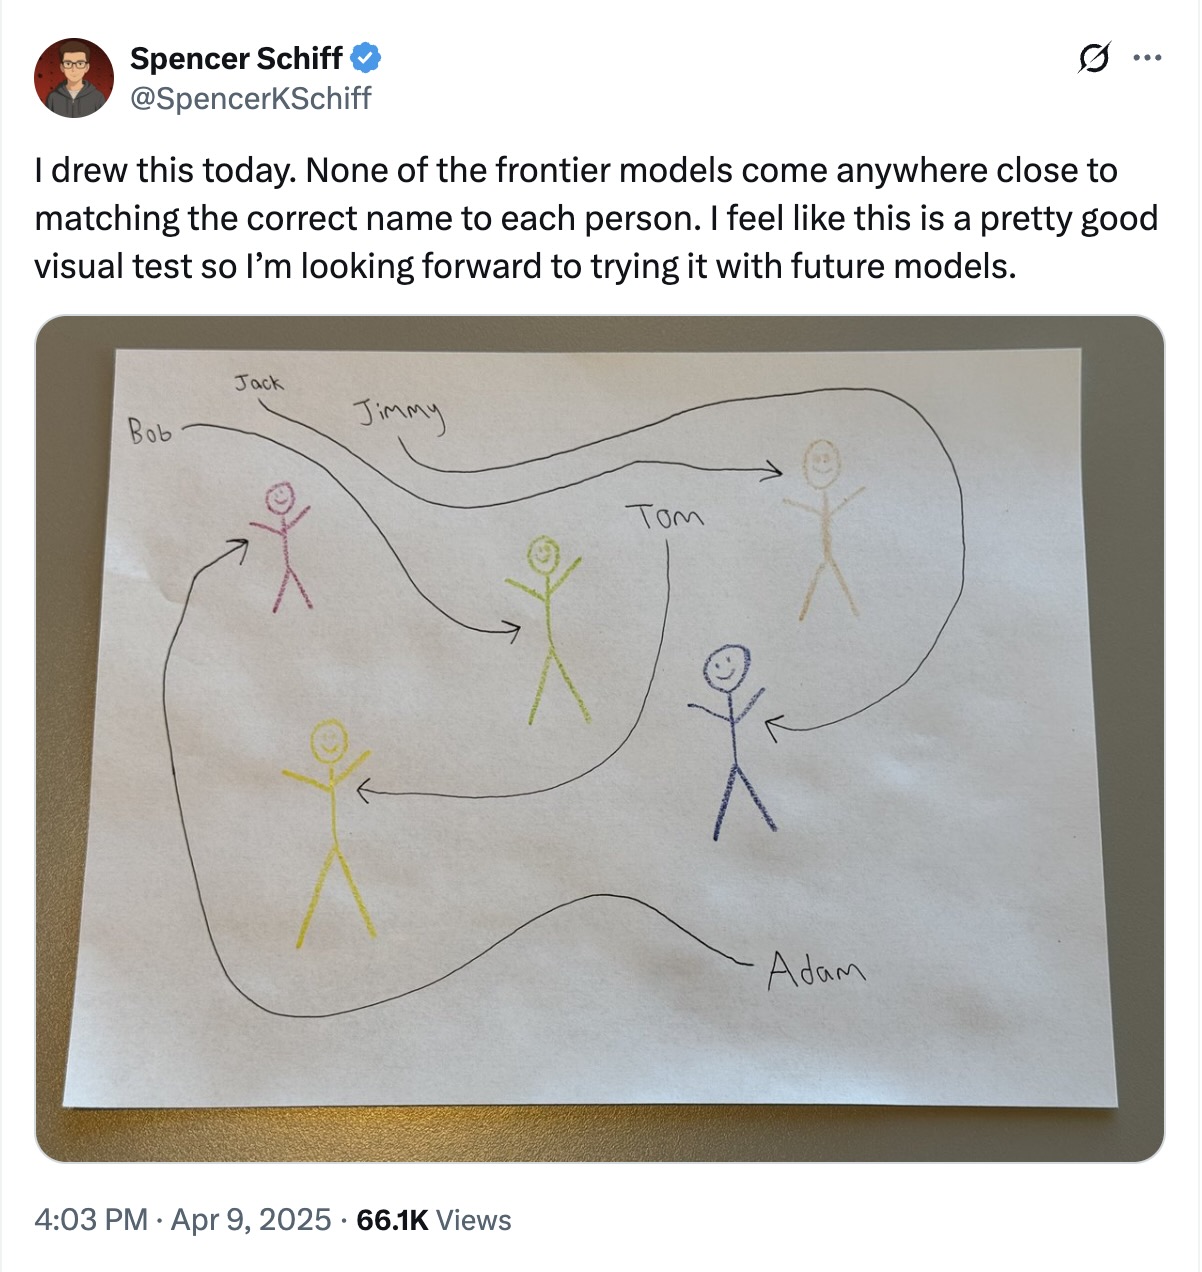 Spencer Schiff
@SpencerKSchiff
I drew this today. None of the frontier models come anywhere close to
matching the correct name to each person. I feel like this is a pretty good
visual test so I’m looking forward to trying it with future models.
Jack
Jimmy
Bob
Tom
Adam
4:03 PM · Apr 9, 2025 · 66.1K Views